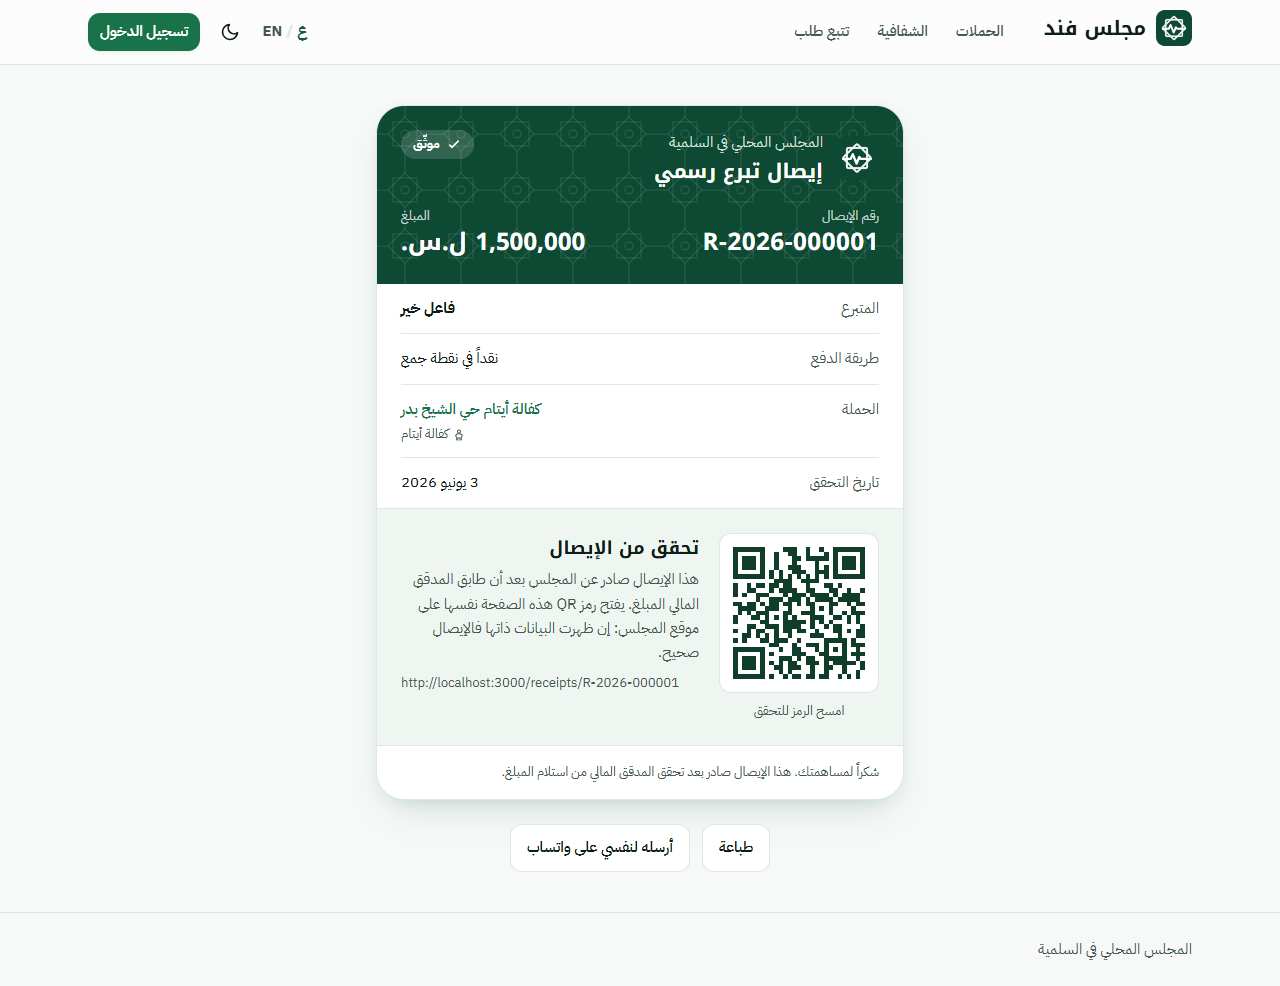 مجلس فند
الحملات
الشفافية
تتبع طلب
ع / EN
تسجيل الدخول
المجلس المحلي في السلمية
إيصال تبرع رسمي
موثّق
رقم الإيصال
R-2026-000001
المبلغ
1,500,000 ل.س.
المتبرع
فاعل خير
طريقة الدفع
نقداً في نقطة جمع
الحملة
كفالة أيتام حي الشيخ بدر
كفالة أيتام
تاريخ التحقق
3 يونيو 2026
تحقق من الإيصال
هذا الإيصال صادر عن المجلس بعد أن طابق المدقق
المالي المبلغ. يفتح رمز QR هذه الصفحة نفسها على
موقع المجلس: إن ظهرت البيانات ذاتها فالإيصال
صحيح.
http://localhost:3000/receipts/R-2026-000001
امسح الرمز للتحقق
شكراً لمساهمتك. هذا الإيصال صادر بعد تحقق المدقق المالي من استلام المبلغ.
طباعة
أرسله لنفسي على واتساب
المجلس المحلي في السلمية